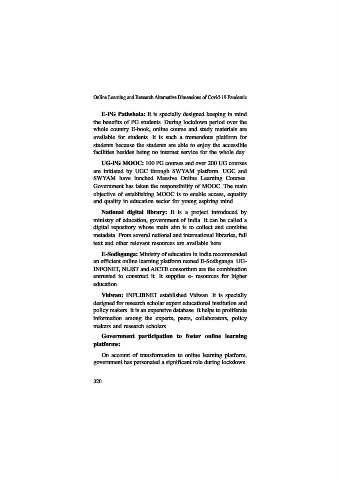 Online Learning and Research Alternative Dimensions of Covid-19 Pandemic
E-PG Pathshala: It is specially designed keeping in mind
the benefits of PG students. During lockdown period over the
whole country E-book, online course and study materials are
available for students. It is such a tremendous platform for
students because the students are able to enjoy the accessible
facilities besides being no internet service for the whole day.
UG-PG MOOC: 100 PG courses and over 200 UG courses
are initiated by UGC through SWYAM platform. UGC and
SWYAM have lunched Massive Online Learning Courses.
Government has taken the responsibility of MOOC. The main
objective of establishing MOOC is to enable access, equality
and quality in education sector for young aspiring mind.
National digital library: It is a project introduced by
ministry of education, government of India. It can be called a
digital repository whose main aim is to collect and combine
metadata. From several national and international libraries, full
text and other relevant resources are available here.
E-Sodhganga: Ministry of education in India recommended
an efficient online learning platform named E-Sodhganga. UG-
INFONET, NLIST and AICTE consortium are the combination
entrusted to construct it. It supplies e- resources for higher
education.
Vidwan: INFLIBNET established Vidwan. It is specially
designed for research scholar expert educational institution and
policy makers. It is an expensive database. It helps to proliferate
information among the experts, peers, collaborators, policy
makers and research scholars.
Government participation to foster online learning
platforms:
On account of transformation to online learning platform,
government has personated a significant role during lockdown.
320